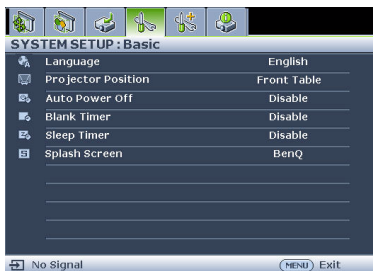 SYSTEM SETUP : Basic
Language English
Projector Position Front Table
Auto Power Off Disable
Blank Timer Disable
Sleep Timer Disable
Splash Screen BenQ
No Signal MENU Exit